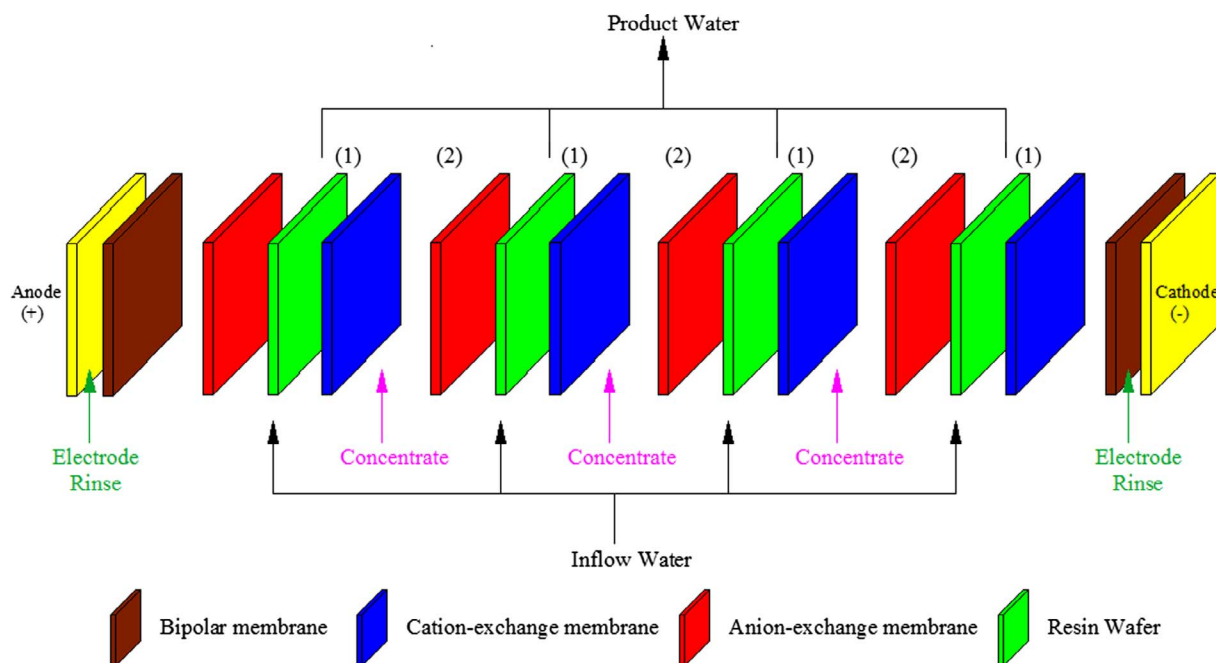 Product Water
(1)
(2)
(1)
(2)
(1)
(2)
(1)
Anode
(+)
Cathode
(-)
Electrode
Rinse
Concentrate
Concentrate
Concentrate
Electrode
Rinse
Inflow Water
Bipolar membrane
Cation-exchange membrane
Anion-exchange membrane
Resin Wafer